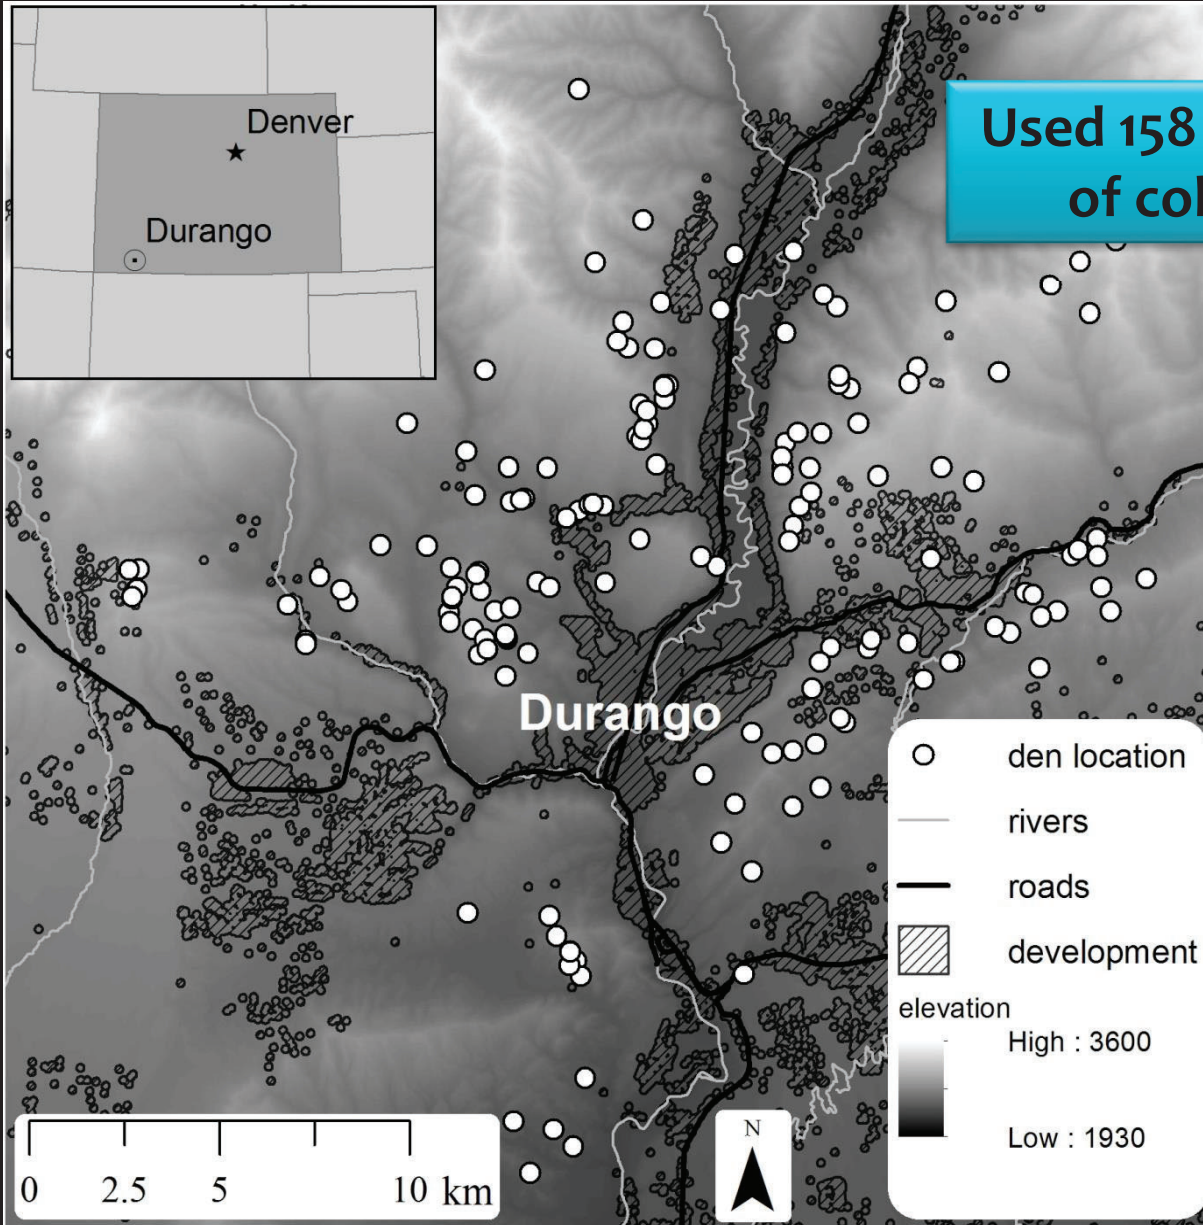 Denver
Durango
Used 158
of col
Durango
den location
rivers
roads
development
elevation
High : 3600
Low : 1930
0 2.5 5 10 km
N